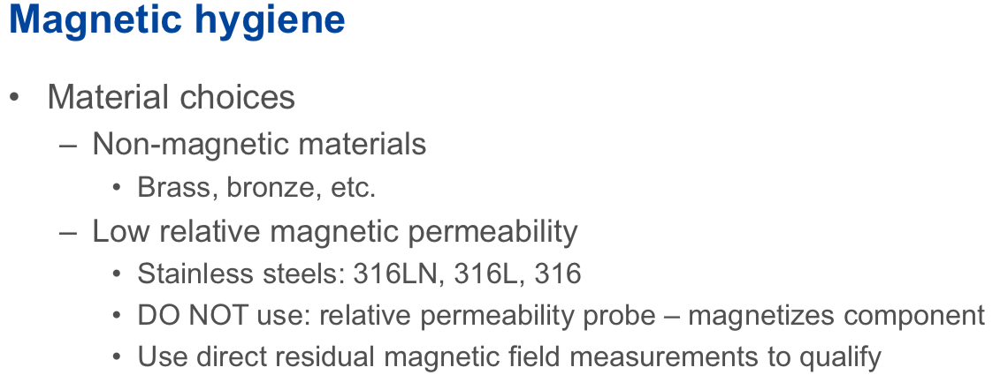 Magnetic hygiene
• Material choices
– Non-magnetic materials
• Brass, bronze, etc.
– Low relative magnetic permeability
• Stainless steels: 316LN, 316L, 316
• DO NOT use: relative permeability probe – magnetizes component
• Use direct residual magnetic field measurements to qualify